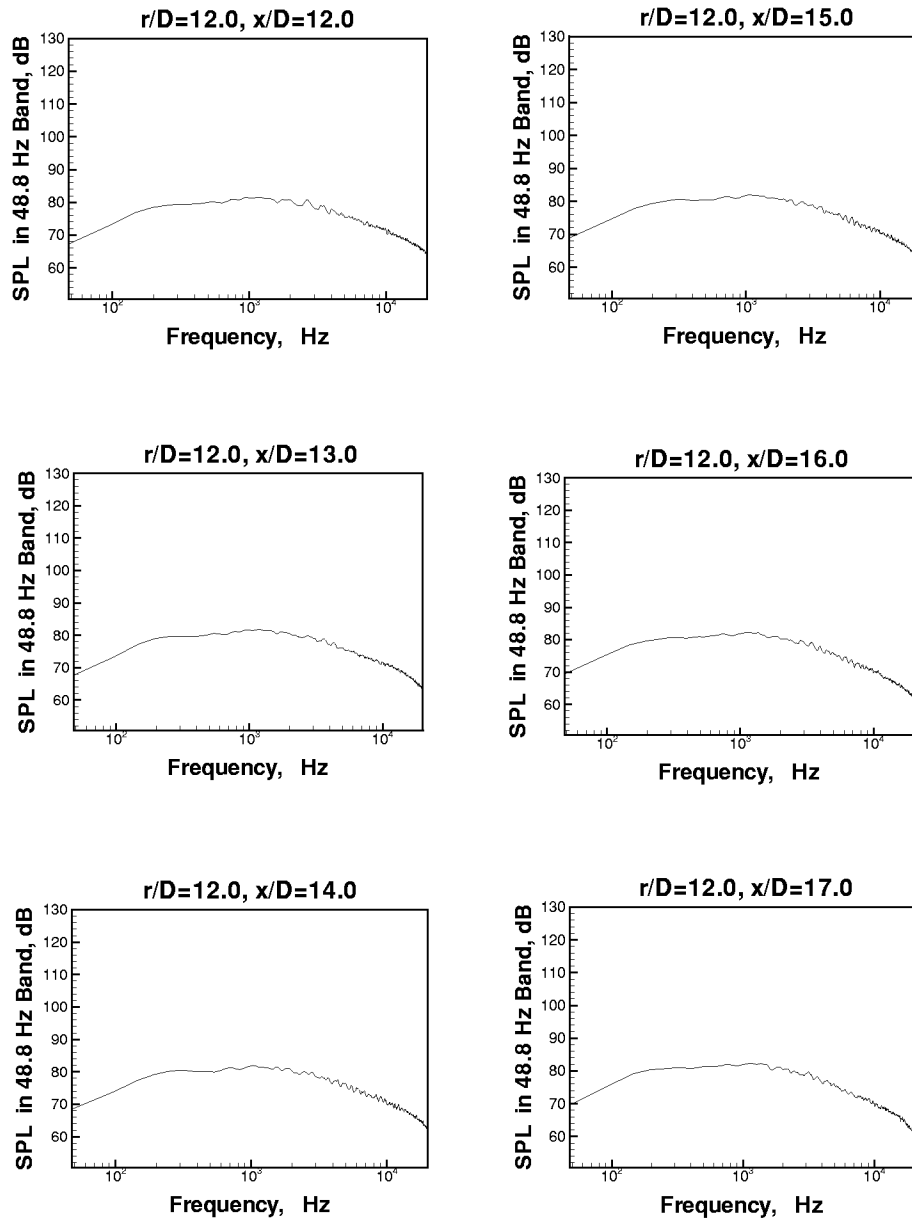 r/D=12.0, x/D=12.0
SPL in 48.8 Hz Band, dB
130
120
110
100
90
80
70
60
10² 10³ 10⁴
Frequency, Hz
r/D=12.0, x/D=15.0
SPL in 48.8 Hz Band, dB
130
120
110
100
90
80
70
60
10² 10³ 10⁴
Frequency, Hz
r/D=12.0, x/D=13.0
SPL in 48.8 Hz Band, dB
130
120
110
100
90
80
70
60
10² 10³ 10⁴
Frequency, Hz
r/D=12.0, x/D=16.0
SPL in 48.8 Hz Band, dB
130
120
110
100
90
80
70
60
10² 10³ 10⁴
Frequency, Hz
r/D=12.0, x/D=14.0
SPL in 48.8 Hz Band, dB
130
120
110
100
90
80
70
60
10² 10³ 10⁴
Frequency, Hz
r/D=12.0, x/D=17.0
SPL in 48.8 Hz Band, dB
130
120
110
100
90
80
70
60
10² 10³ 10⁴
Frequency, Hz